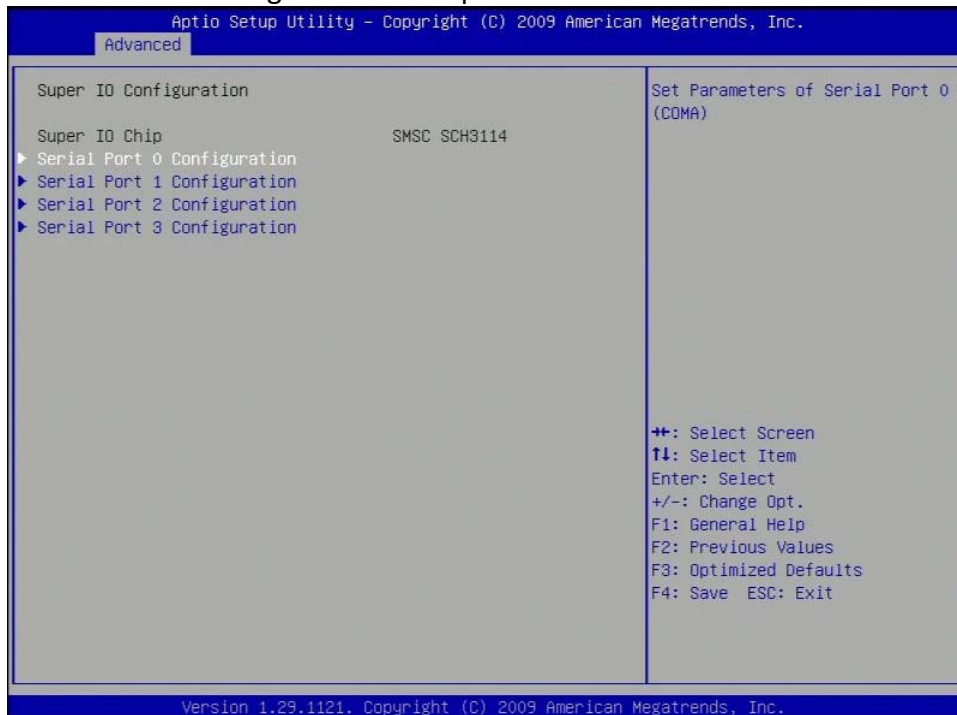 Aptio Setup Utility – Copyright (C) 2009 American Megatrends, Inc.
Advanced
Super IO Configuration
Super IO Chip SMSC SCH3114
Serial Port 0 Configuration
Serial Port 1 Configuration
Serial Port 2 Configuration
Serial Port 3 Configuration
Set Parameters of Serial Port 0
(COMA)
→←: Select Screen
↑↓: Select Item
Enter: Select
+/-: Change Opt.
F1: General Help
F2: Previous Values
F3: Optimized Defaults
F4: Save ESC: Exit
Version 1.29.1121. Copyright (C) 2009 American Megatrends, Inc.